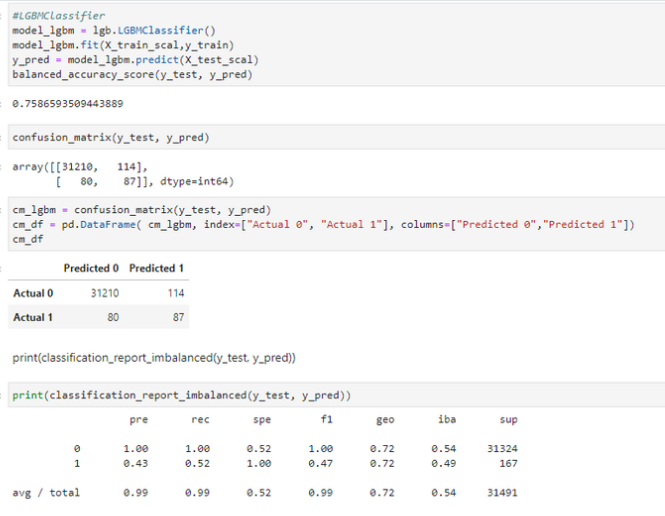 #LGBMClassifier
model_lgbm = lgb.LGBMClassifier()
model_lgbm.fit(X_train_scal,y_train)
y_pred = model_lgbm.predict(X_test_scal)
balanced_accuracy_score(y_test, y_pred)
0.7586593509443889
confusion_matrix(y_test, y_pred)
array([[31210,   114],
       [   80,    87]], dtype=int64)
cm_lgbm = confusion_matrix(y_test, y_pred)
cm_df = pd.DataFrame( cm_lgbm, index=["Actual 0", "Actual 1"], columns=["Predicted 0","Predicted 1"])
cm_df
Predicted 0 Predicted 1
Actual 0 31210 114
Actual 1 80 87
print(classification_report_imbalanced(y_test, y_pred))
print(classification_report_imbalanced(y_test, y_pred))
pre rec spe f1 geo iba sup
0 1.00 1.00 0.52 1.00 0.72 0.54 31324
1 0.43 0.52 1.00 0.47 0.72 0.49 167
avg / total 0.99 0.99 0.52 0.99 0.72 0.54 31491